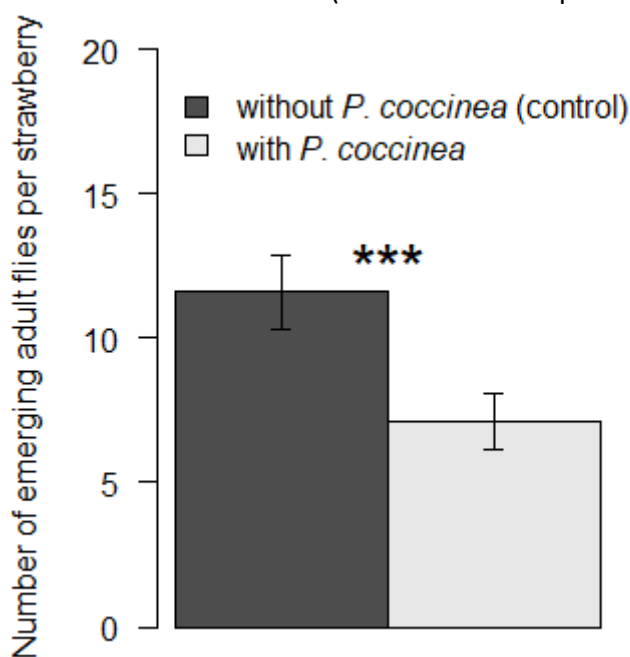 Number of emerging adult flies per strawberry
20
without P. coccinea (control)
with P. coccinea
15
***
10
5
0